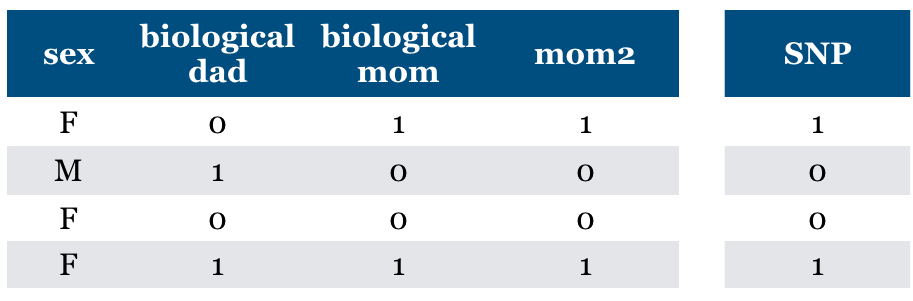 sex biological dad biological mom mom2 SNP
F 0 1 1 1
M 1 0 0 0
F 0 0 0 0
F 1 1 1 1